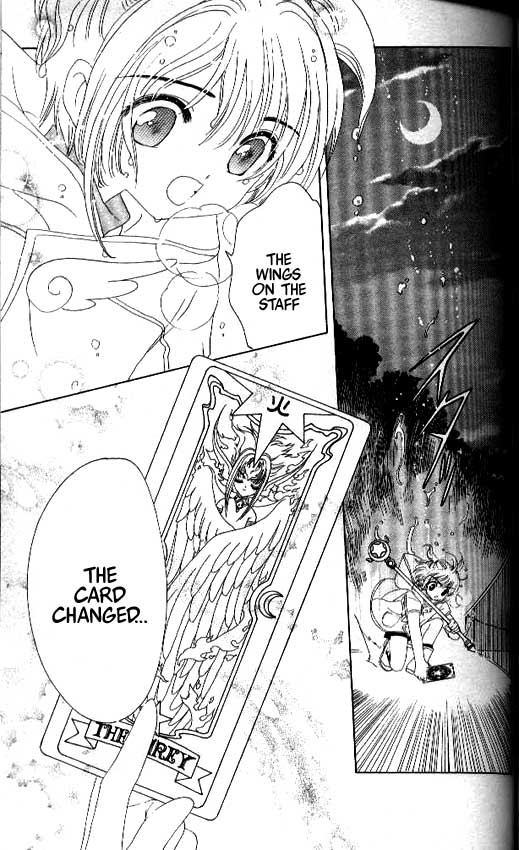 THE
WINGS
ON THE
STAFF
火
THE
CARD
CHANGED..
THE FIREY